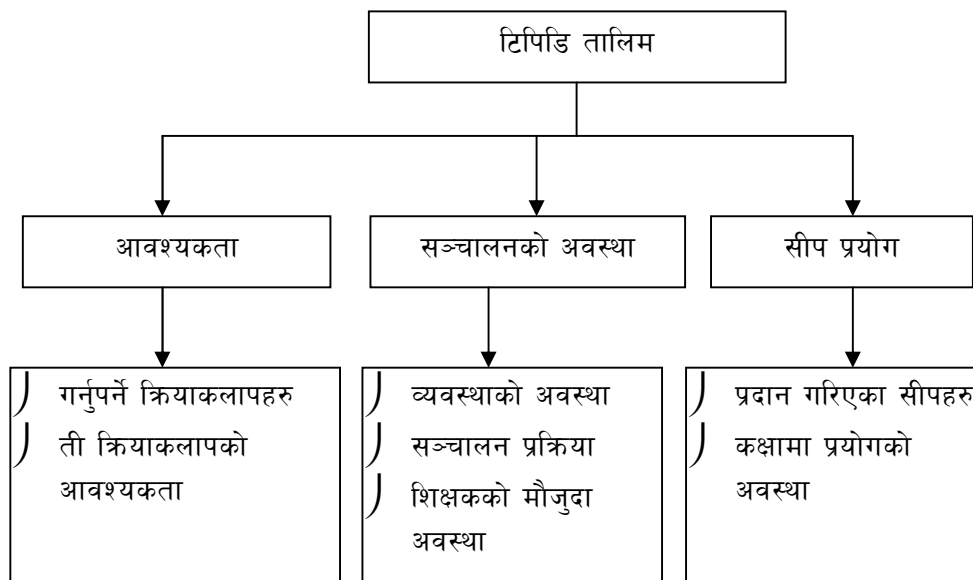 टिपिडि तालिम
आवश्यकता
सञ्चालनको अवस्था
सीप प्रयोग
गर्नुपर्ने क्रियाकलापहरु
ती क्रियाकलापको
आवश्यकता
व्यवस्थाको अवस्था
सञ्चालन प्रक्रिया
शिक्षकको मौजुदा
अवस्था
प्रदान गरिएका सीपहरु
कक्षामा प्रयोगको
अवस्था